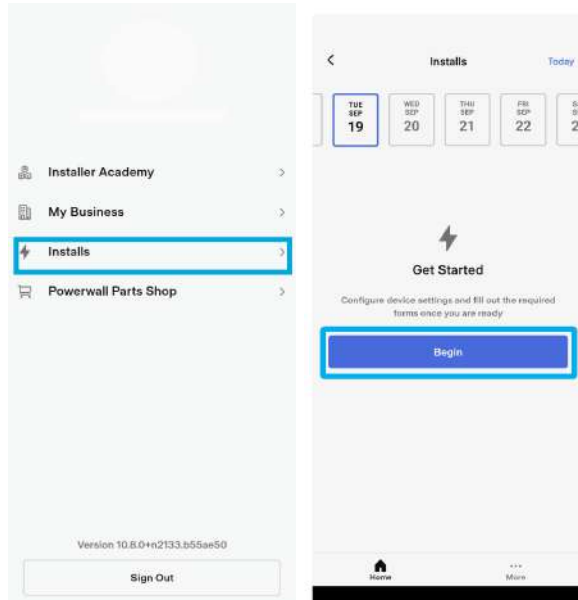 Installer Academy
My Business
Installs
Powerwall Parts Shop
Version 10.8.0+n2133.b55ae50
Sign Out
Installs
Today
TUE
SEP
19
WED
SEP
20
THU
SEP
21
FRI
SEP
22
Get Started
Configure device settings and fill out the required
forms once you are ready
Begin
Home
More